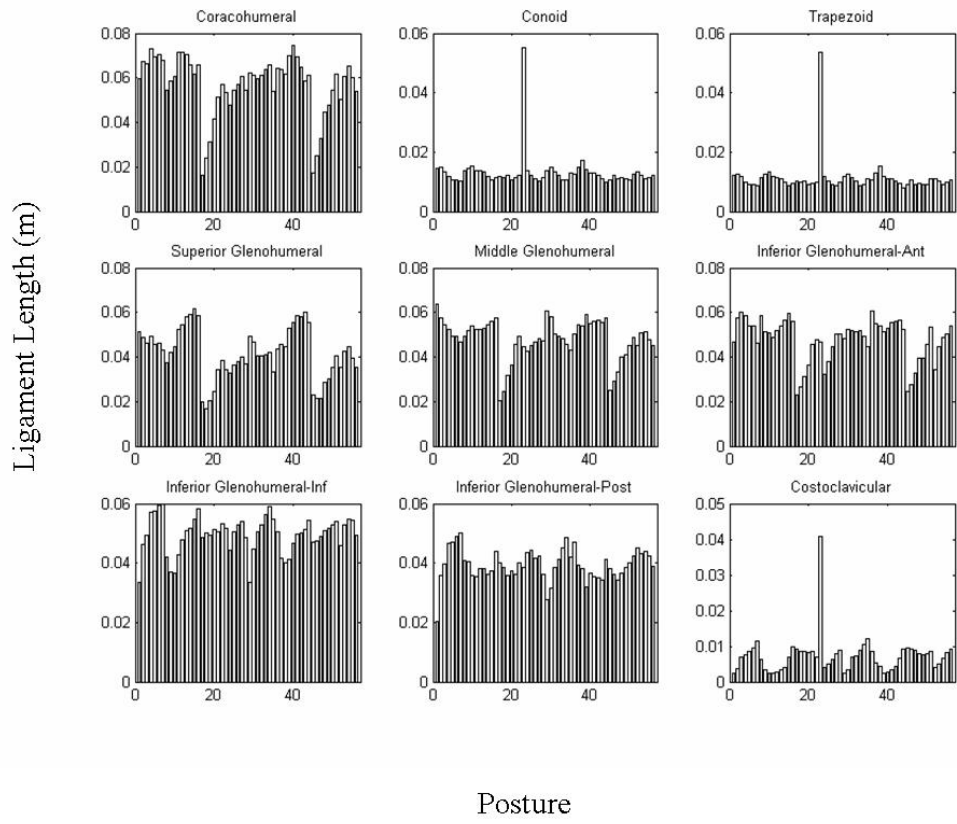 Coracohumeral Conoid Trapezoid
0.08 0.06 0.06
0.06 0.04 0.04
0.04 0.02 0.02
0.02
0 0 0
0 20 40 0 20 40 0 20 40
Superior Glenohumeral Middle Glenohumeral Inferior Glenohumeral-Ant
0.08 0.08 0.08
0.06 0.06 0.06
0.04 0.04 0.04
0.02 0.02 0.02
0 0 0
0 20 40 0 20 40 0 20 40
Inferior Glenohumeral-Inf Inferior Glenohumeral-Post Costoclavicular
0.06 0.06 0.05
0.04 0.04 0.04
0.03
0.02 0.02 0.02
0.01
0 0 0
0 20 40 0 20 40 0 20 40
Ligament Length (m)
Posture